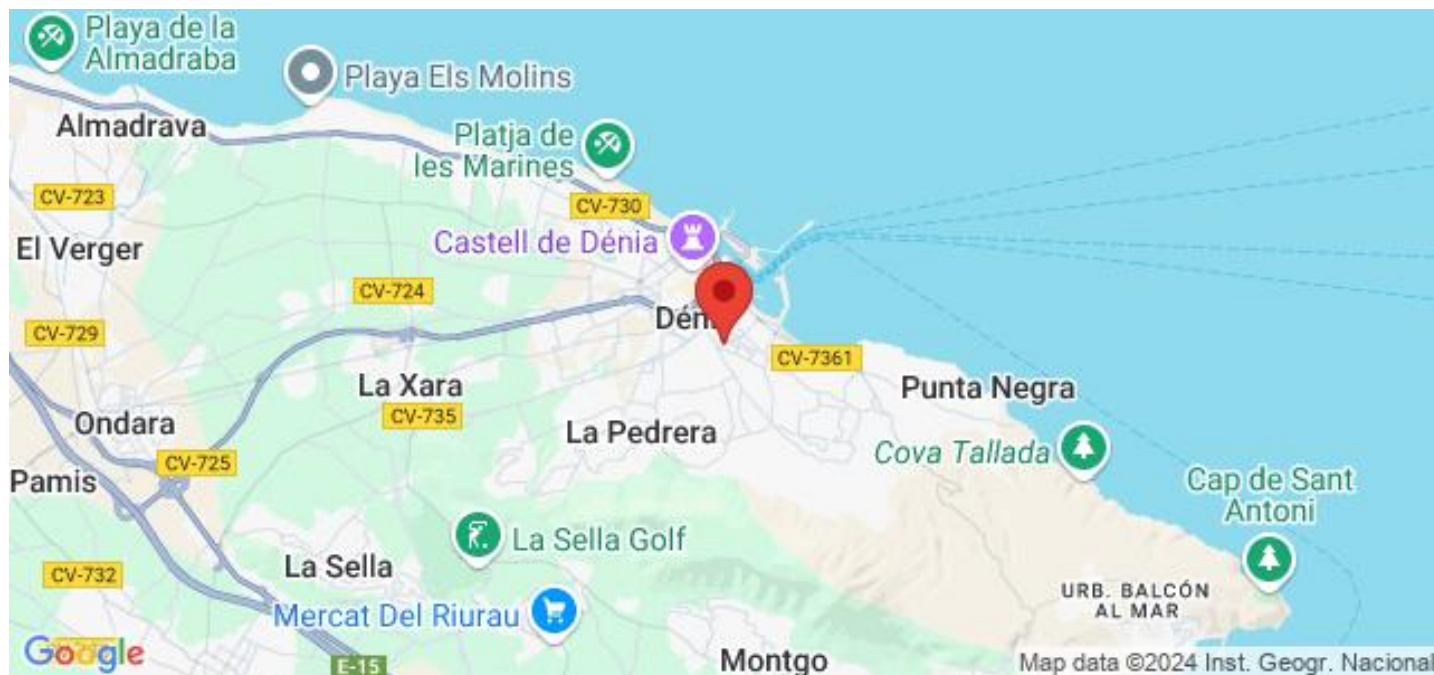 Playa de la
Almadraba
Playa Els Molins
Almadrava
Platja de
les Marines
CV-723
CV-730
El Verger
Castell de Dénia
CV-724
CV-729
CV-7361
La Xara
Punta Negra
CV-735
Ondara
La Pedrera
Cova Tallada
CV-725
Pamis
Cap de Sant
Antoni
La Sella Golf
La Sella
CV-732
URB. BALCÓN
AL MAR
Mercat Del Riurau
Google
E-15
Montgo
Map data ©2024 Inst. Geogr. Nacional